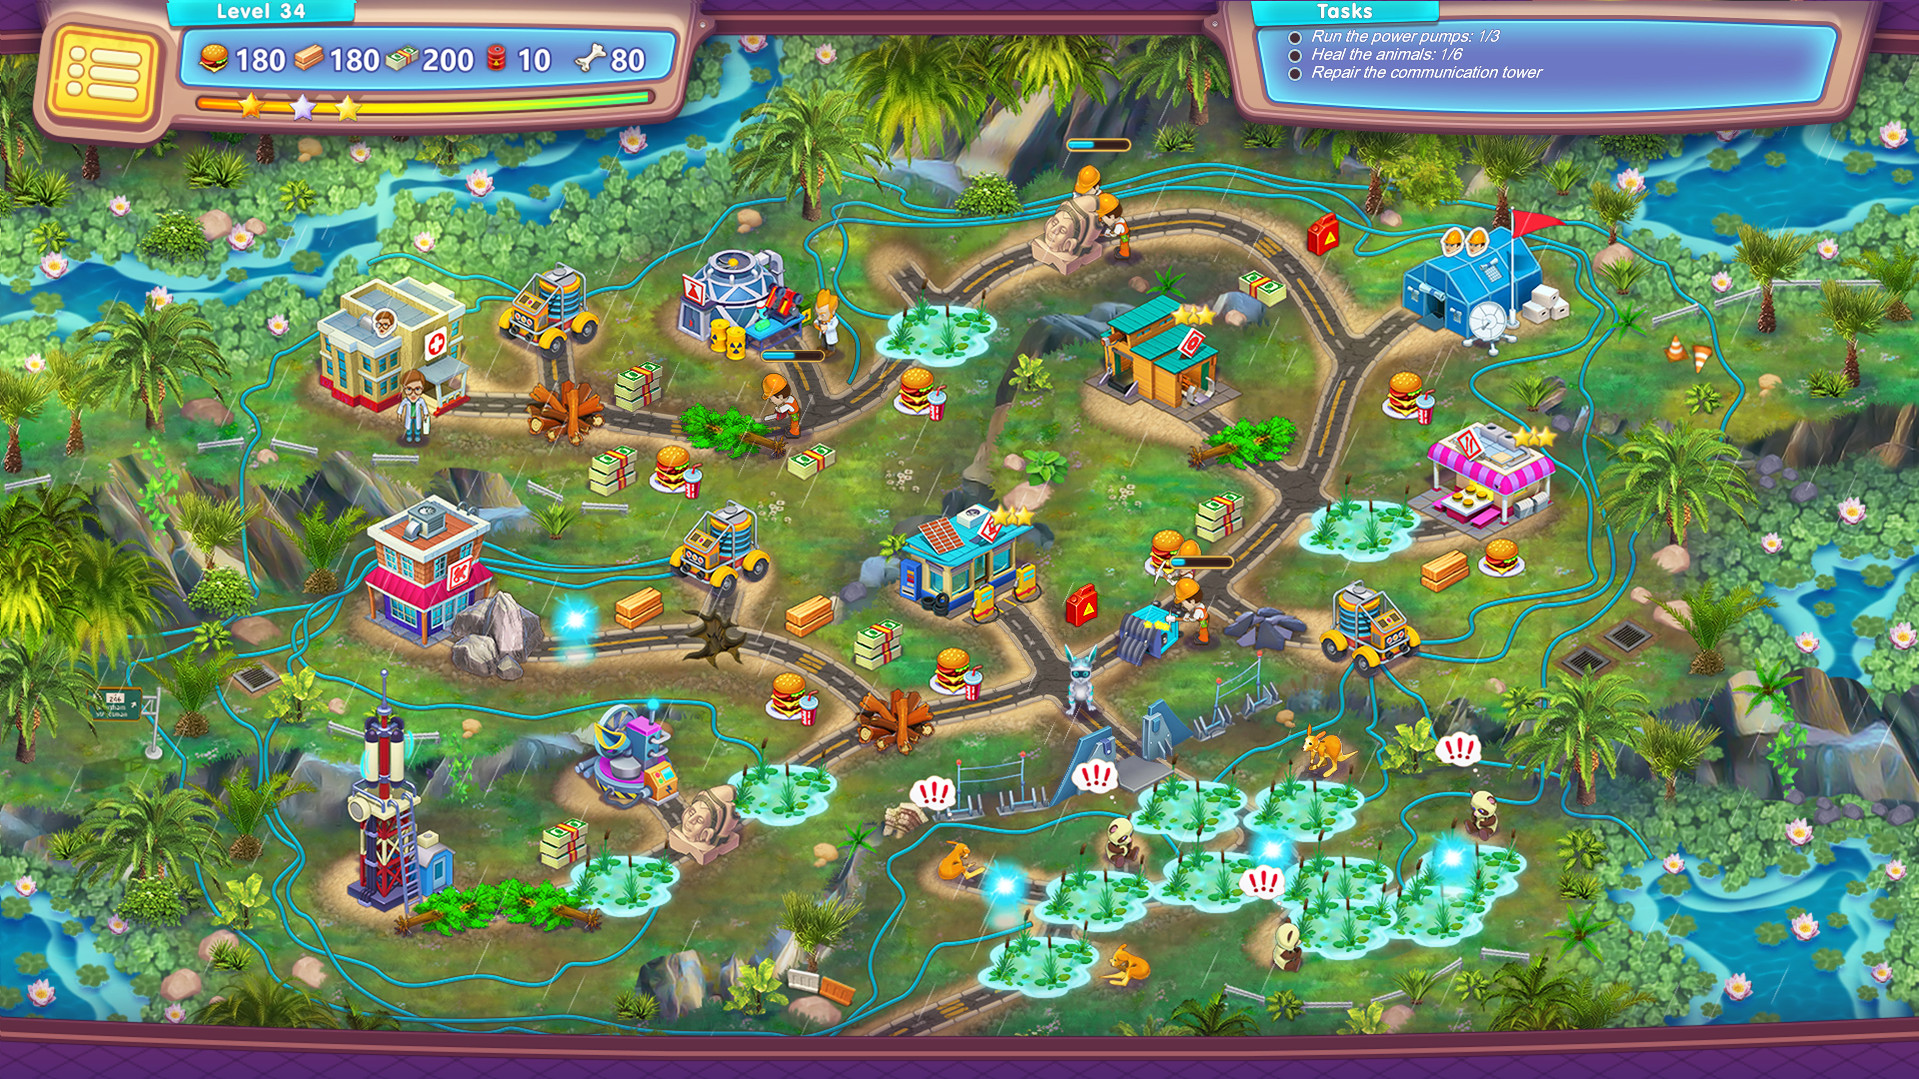 Level 34
180 180 200 10 80
Tasks
Run the power pumps: 1/3
Heal the animals: 1/6
Repair the communication tower